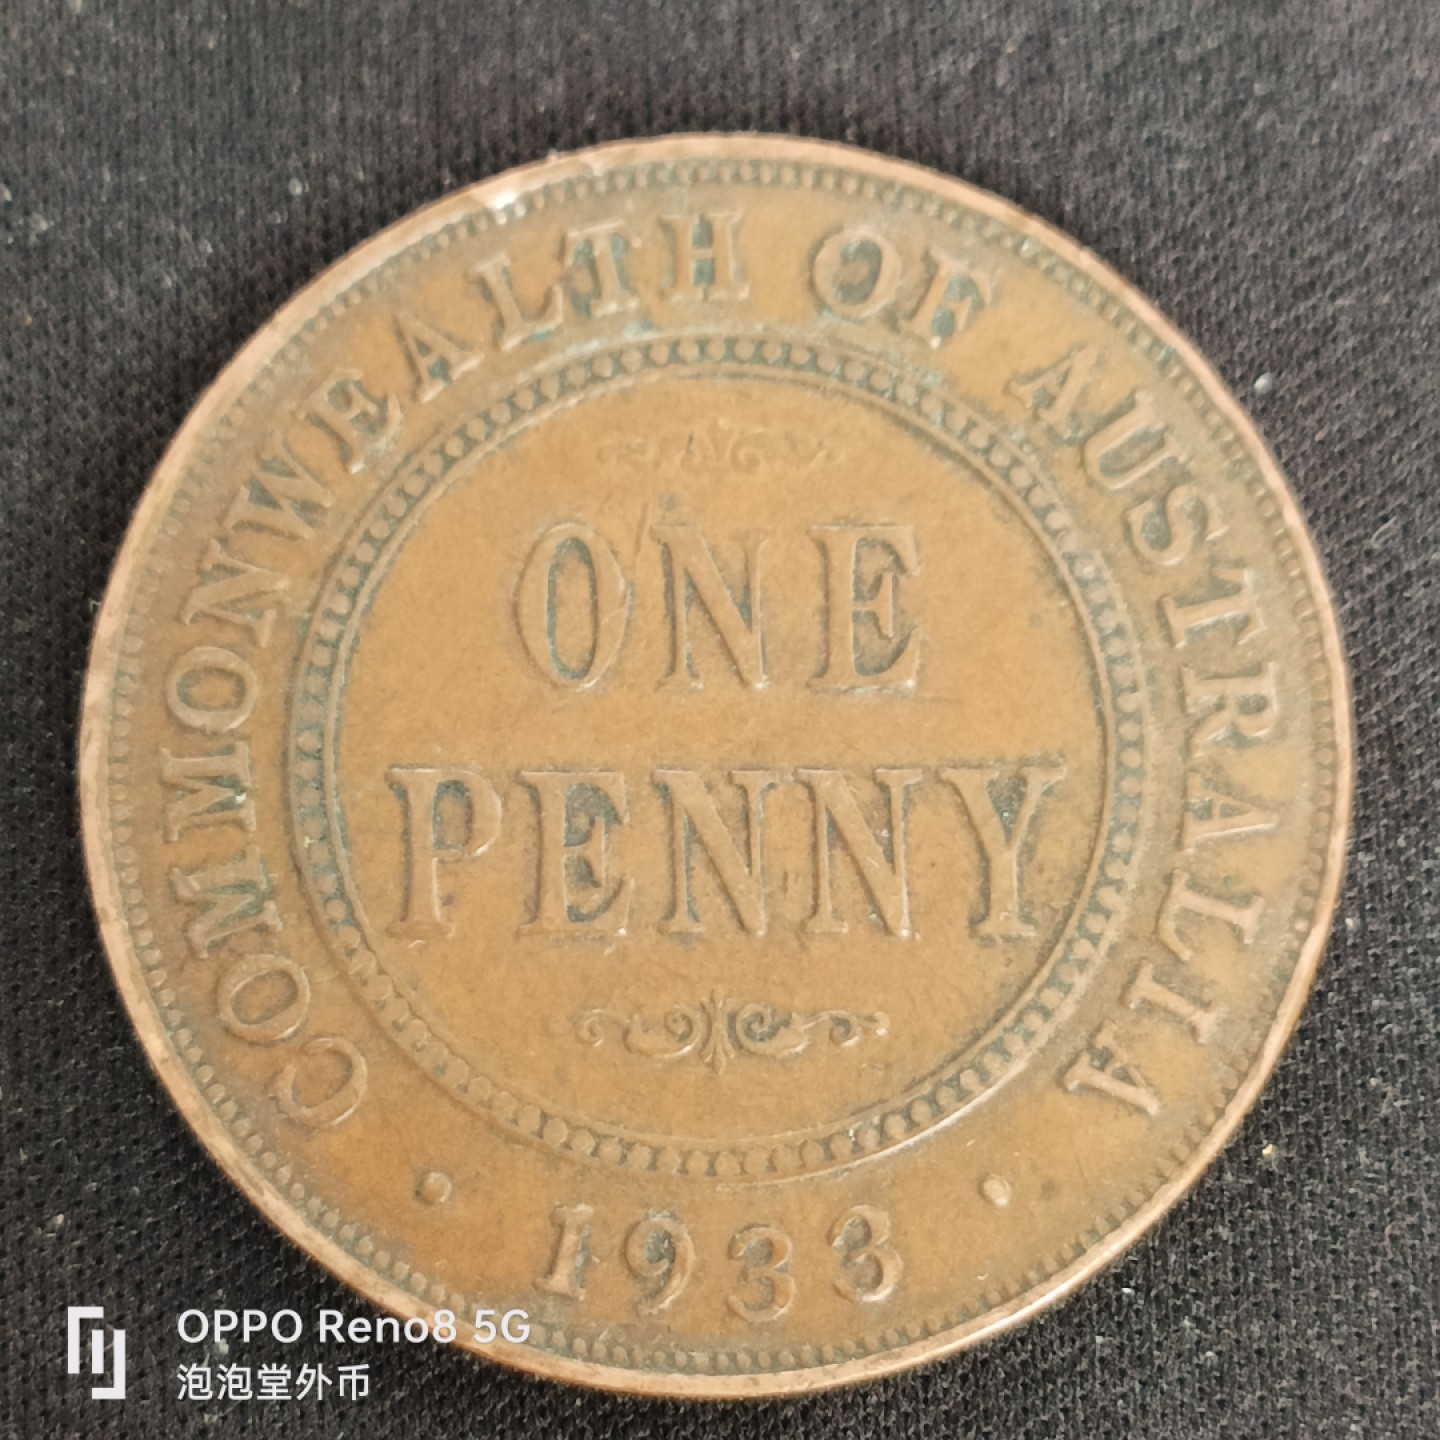 COMMONWEALTH OF AUSTRALIA
ONE
PENNY
· 1933 ·
OPPO Reno8 5G
泡泡堂外币